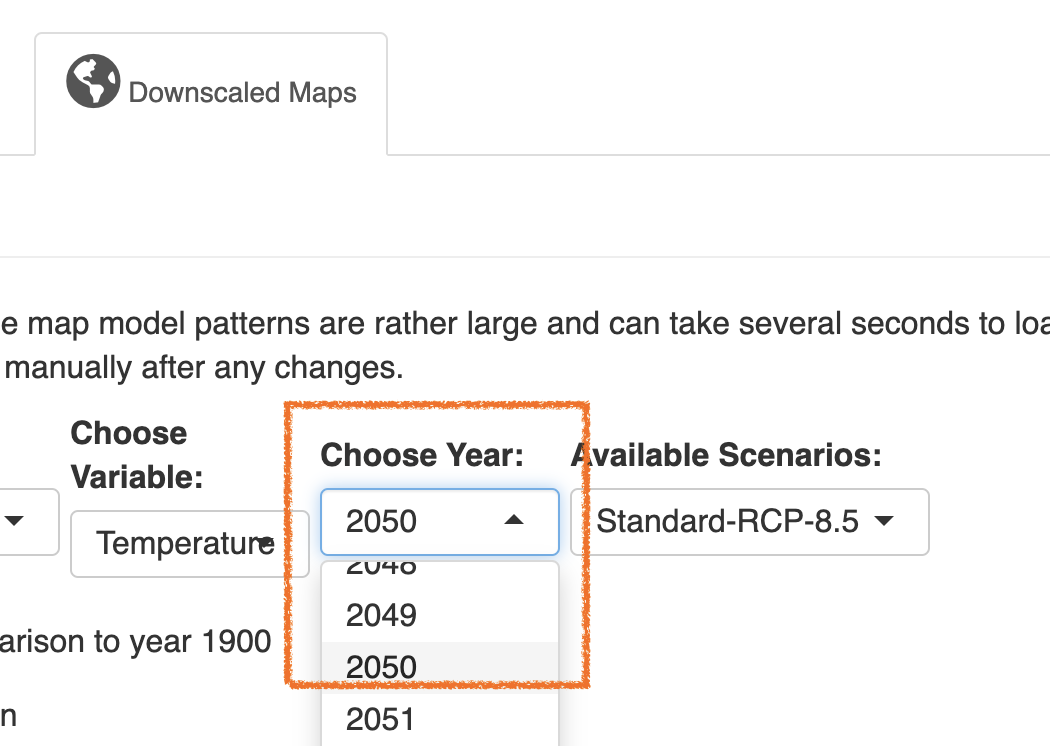 Downscaled Maps
e map model patterns are rather large and can take several seconds to loa
manually after any changes.
Choose
Variable:
Choose Year:
Available Scenarios:
Temperature
2050
Standard-RCP-8.5
2048
2049
arison to year 1900
2050
n
2051